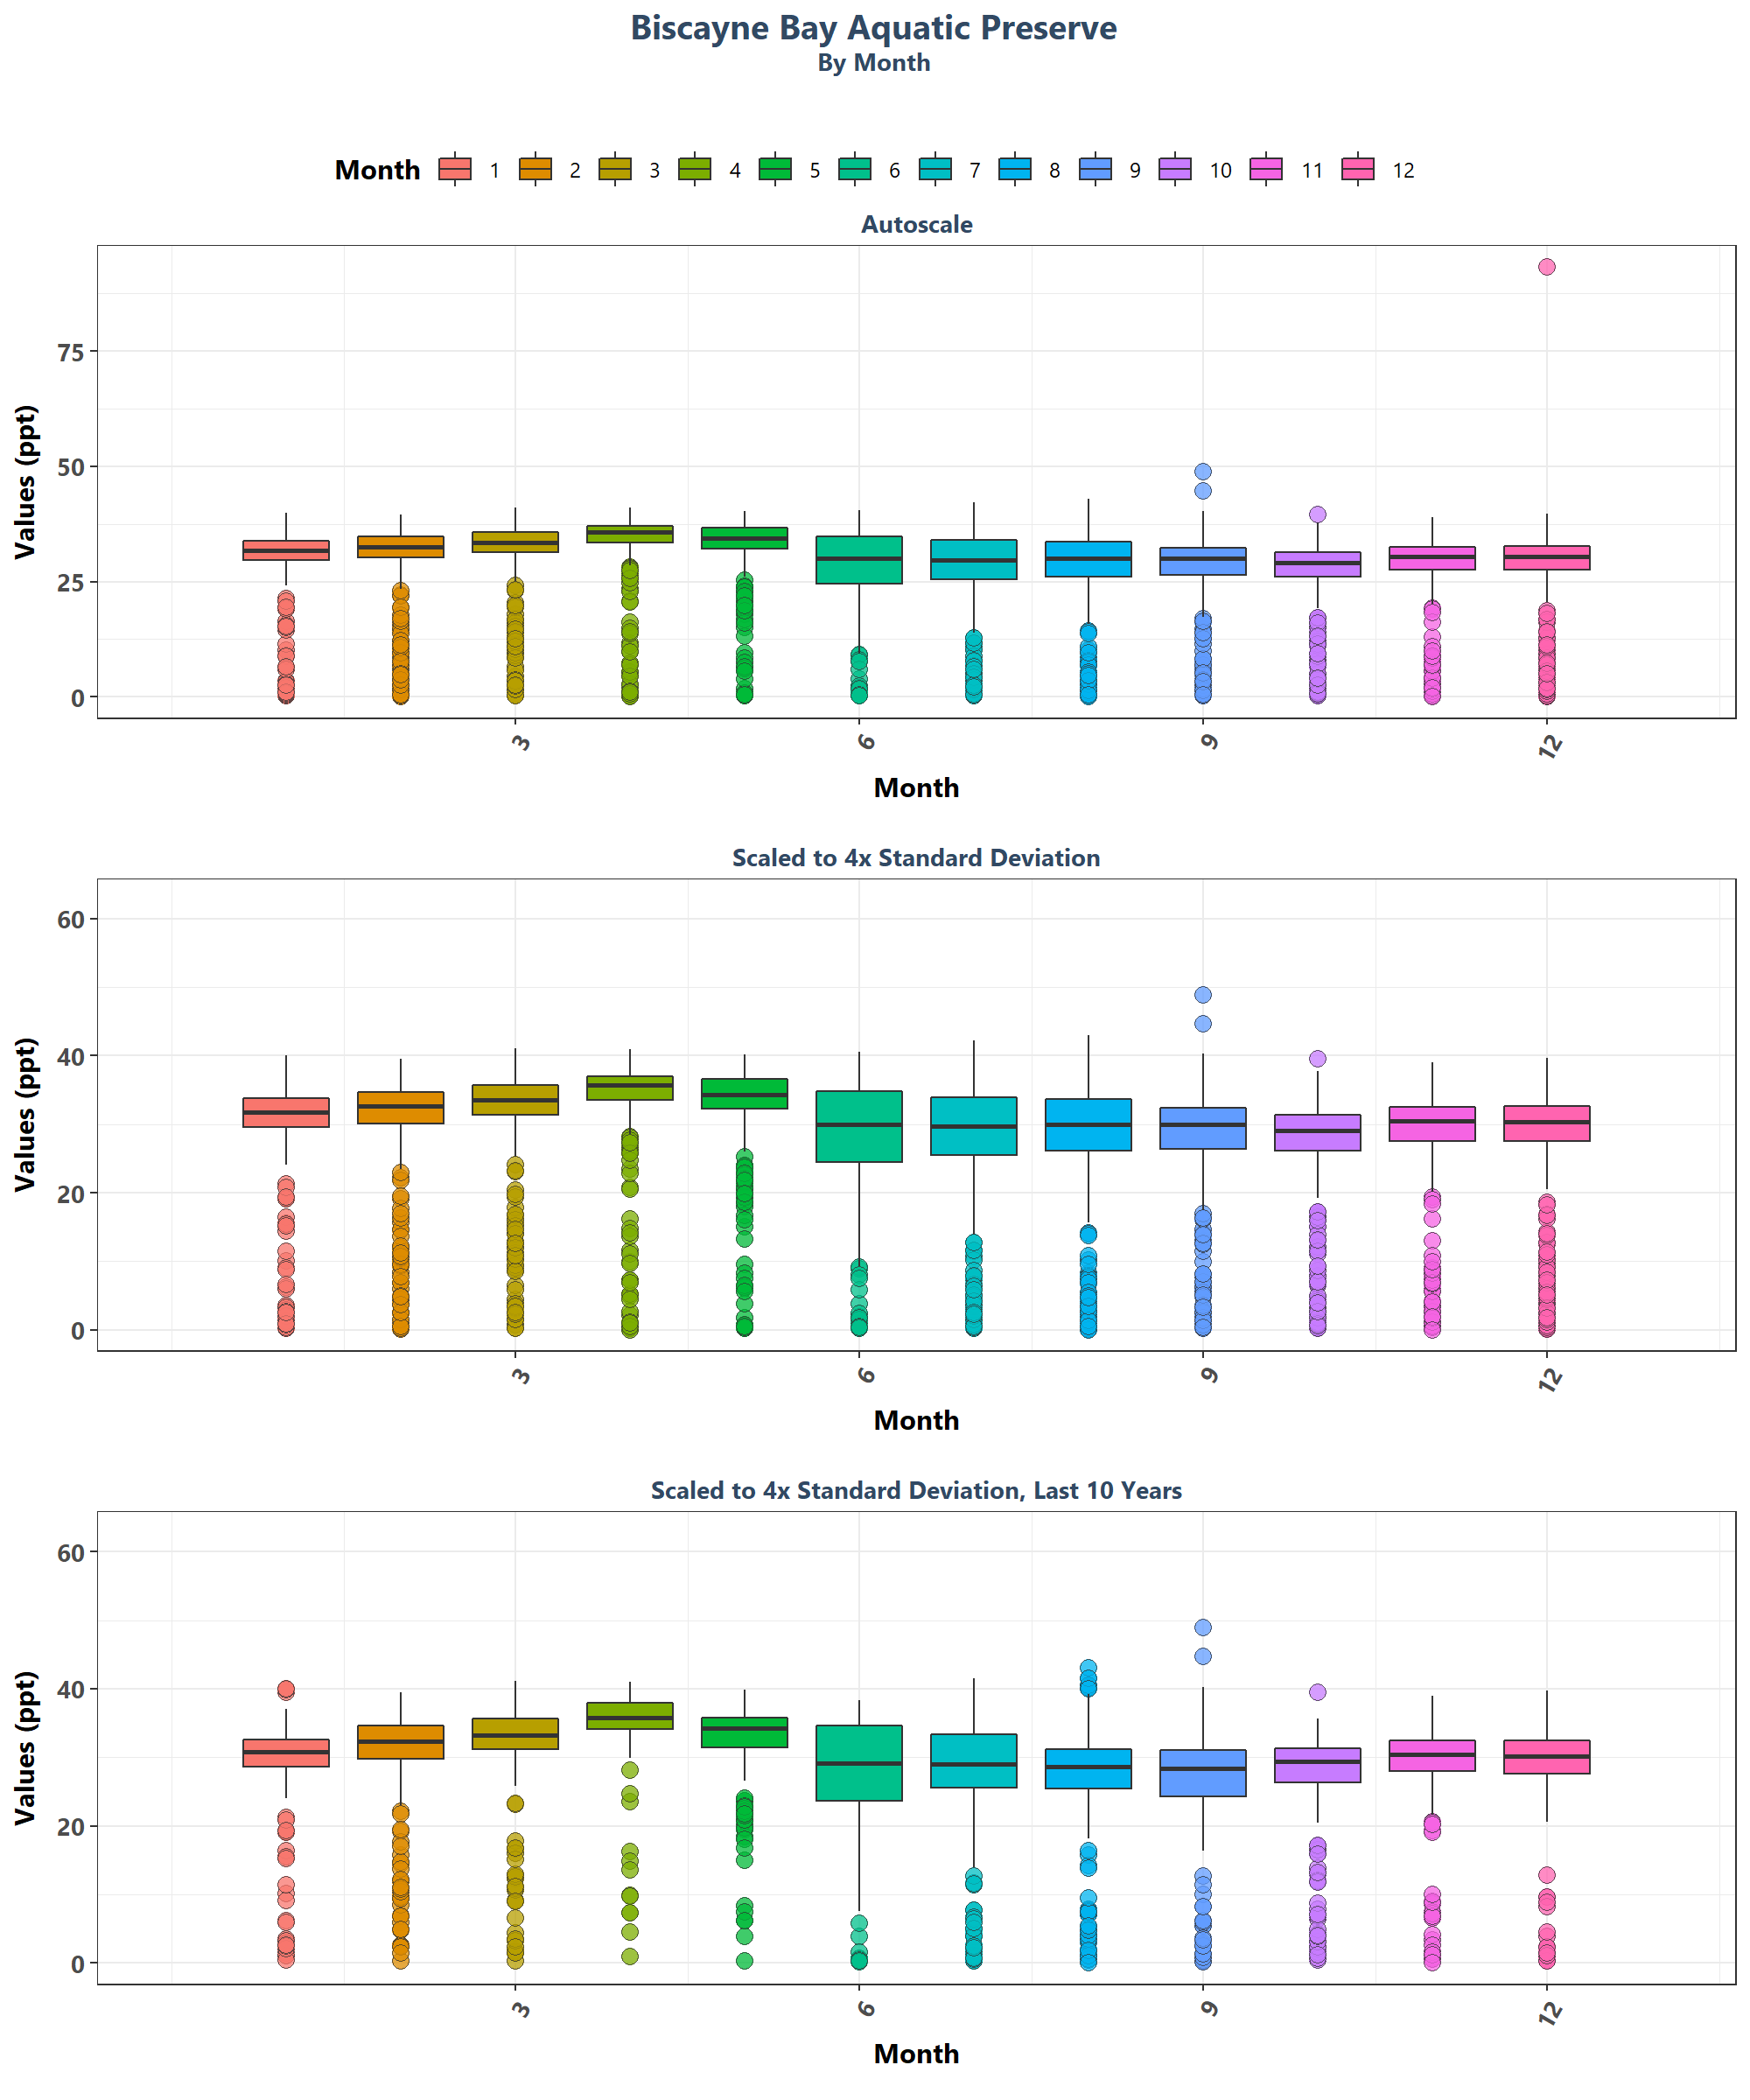 Biscayne Bay Aquatic Preserve
By Month
Month 1 2 3 4 5 6 7 8 9 10 11 12
Autoscale
Values (ppt)
75
50
25
0
3 6 9 12
Month
Scaled to 4x Standard Deviation
Values (ppt)
60
40
20
0
3 6 9 12
Month
Scaled to 4x Standard Deviation, Last 10 Years
Values (ppt)
60
40
20
0
3 6 9 12
Month